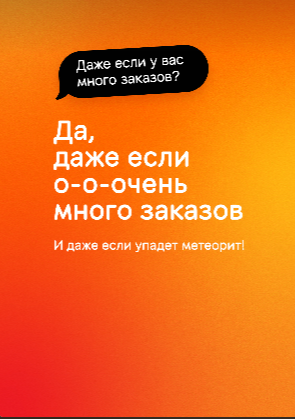 Даже если у вас
много заказов?
Да,
даже если
о-о-очень
много заказов
И даже если упадет метеорит!